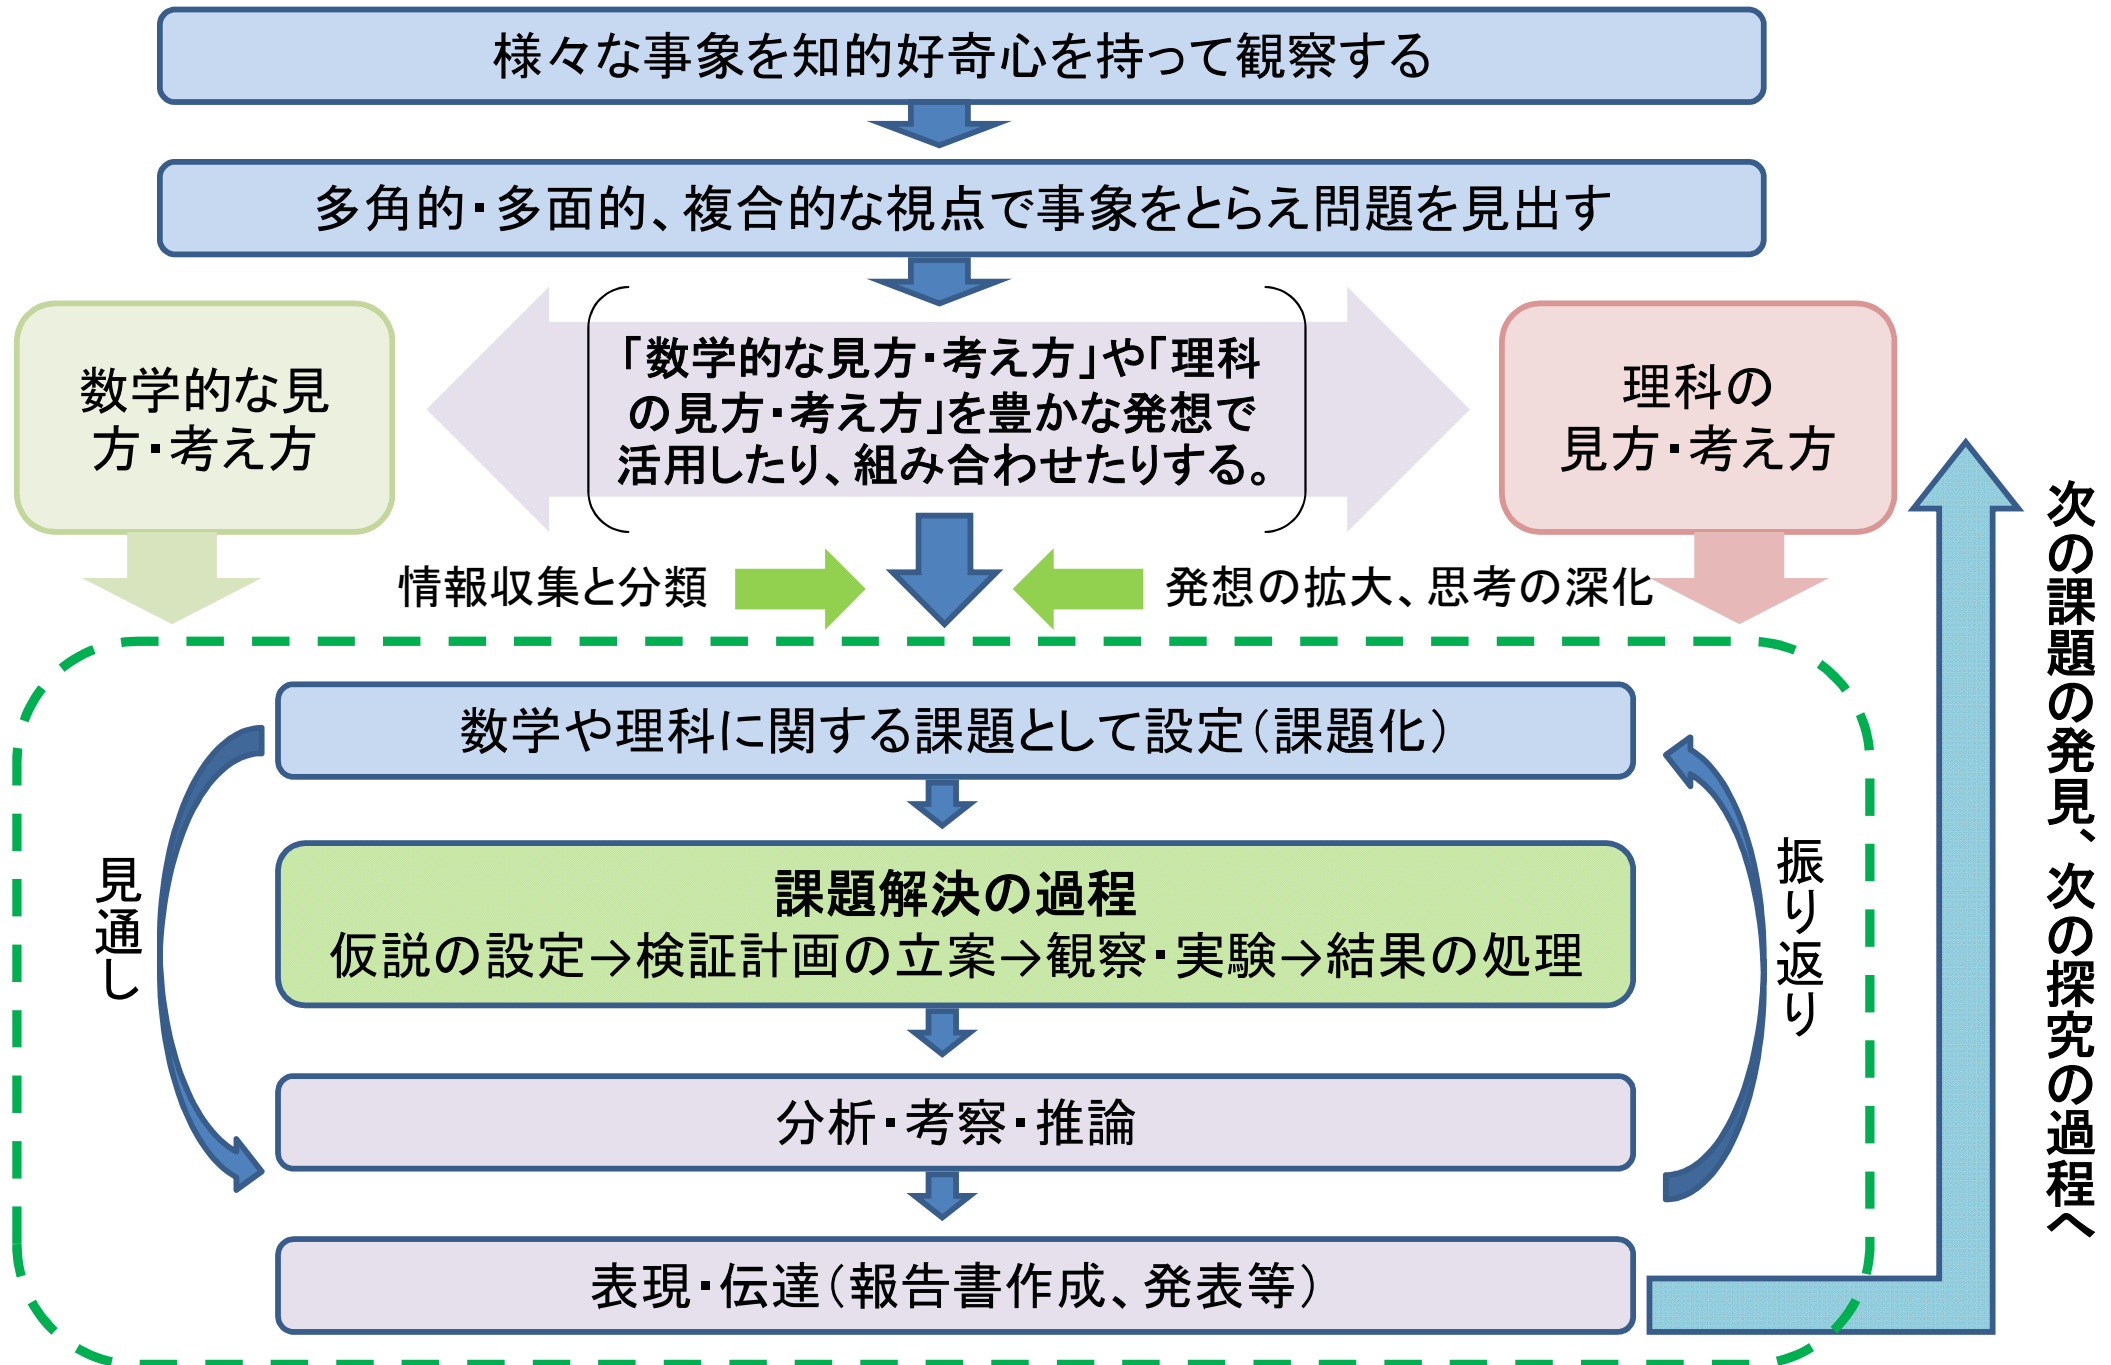 様々な事象を知的好奇心を持って観察する
多角的・多面的、複合的な視点で事象をとらえ問題を見出す
数学的な見
方・考え方
「数学的な見方・考え方」や「理科
の見方・考え方」を豊かな発想で
活用したり、組み合わせたりする。
理科の
見方・考え方
情報収集と分類
発想の拡大、思考の深化
数学や理科に関する課題として設定（課題化）
課題解決の過程
仮説の設定→検証計画の立案→観察・実験→結果の処理
分析・考察・推論
表現・伝達（報告書作成、発表等）
見通し
振り返り
次の課題の発見、次の探究の過程へ